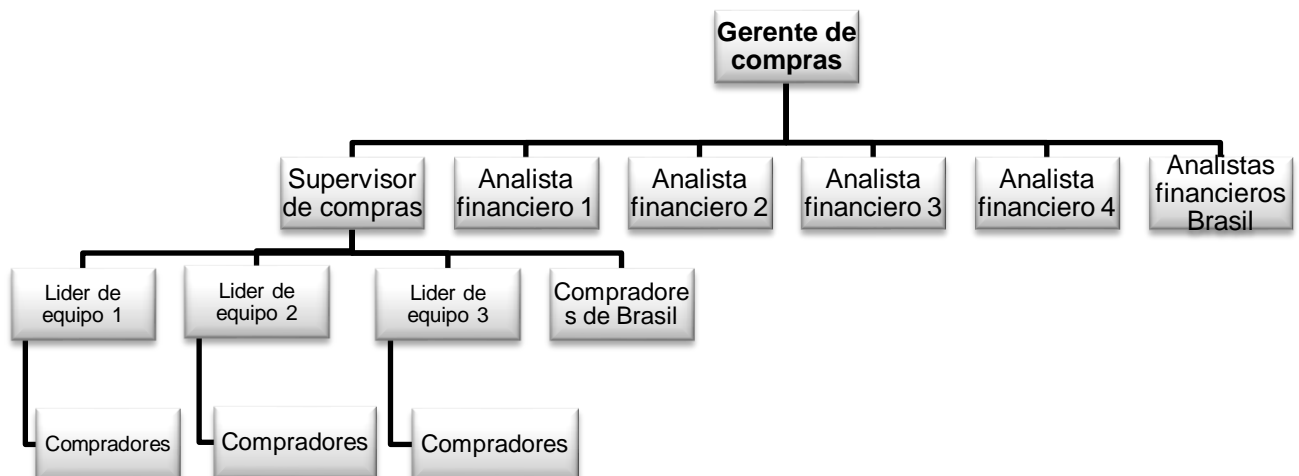 Gerente de
compras
Supervisor
de compras
Analista
financiero 1
Analista
financiero 2
Analista
financiero 3
Analista
financiero 4
Analistas
financieros
Brasil
Lider de
equipo 1
Lider de
equipo 2
Lider de
equipo 3
Compradore
s de Brasil
Compradores
Compradores
Compradores